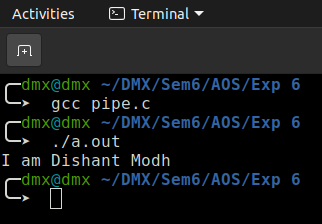 Activities Terminal
dmx@dmx ~/DMX/Sem6/AOS/Exp 6
gcc pipe.c
dmx@dmx ~/DMX/Sem6/AOS/Exp 6
./a.out
I am Dishant Modh
dmx@dmx ~/DMX/Sem6/AOS/Exp 6